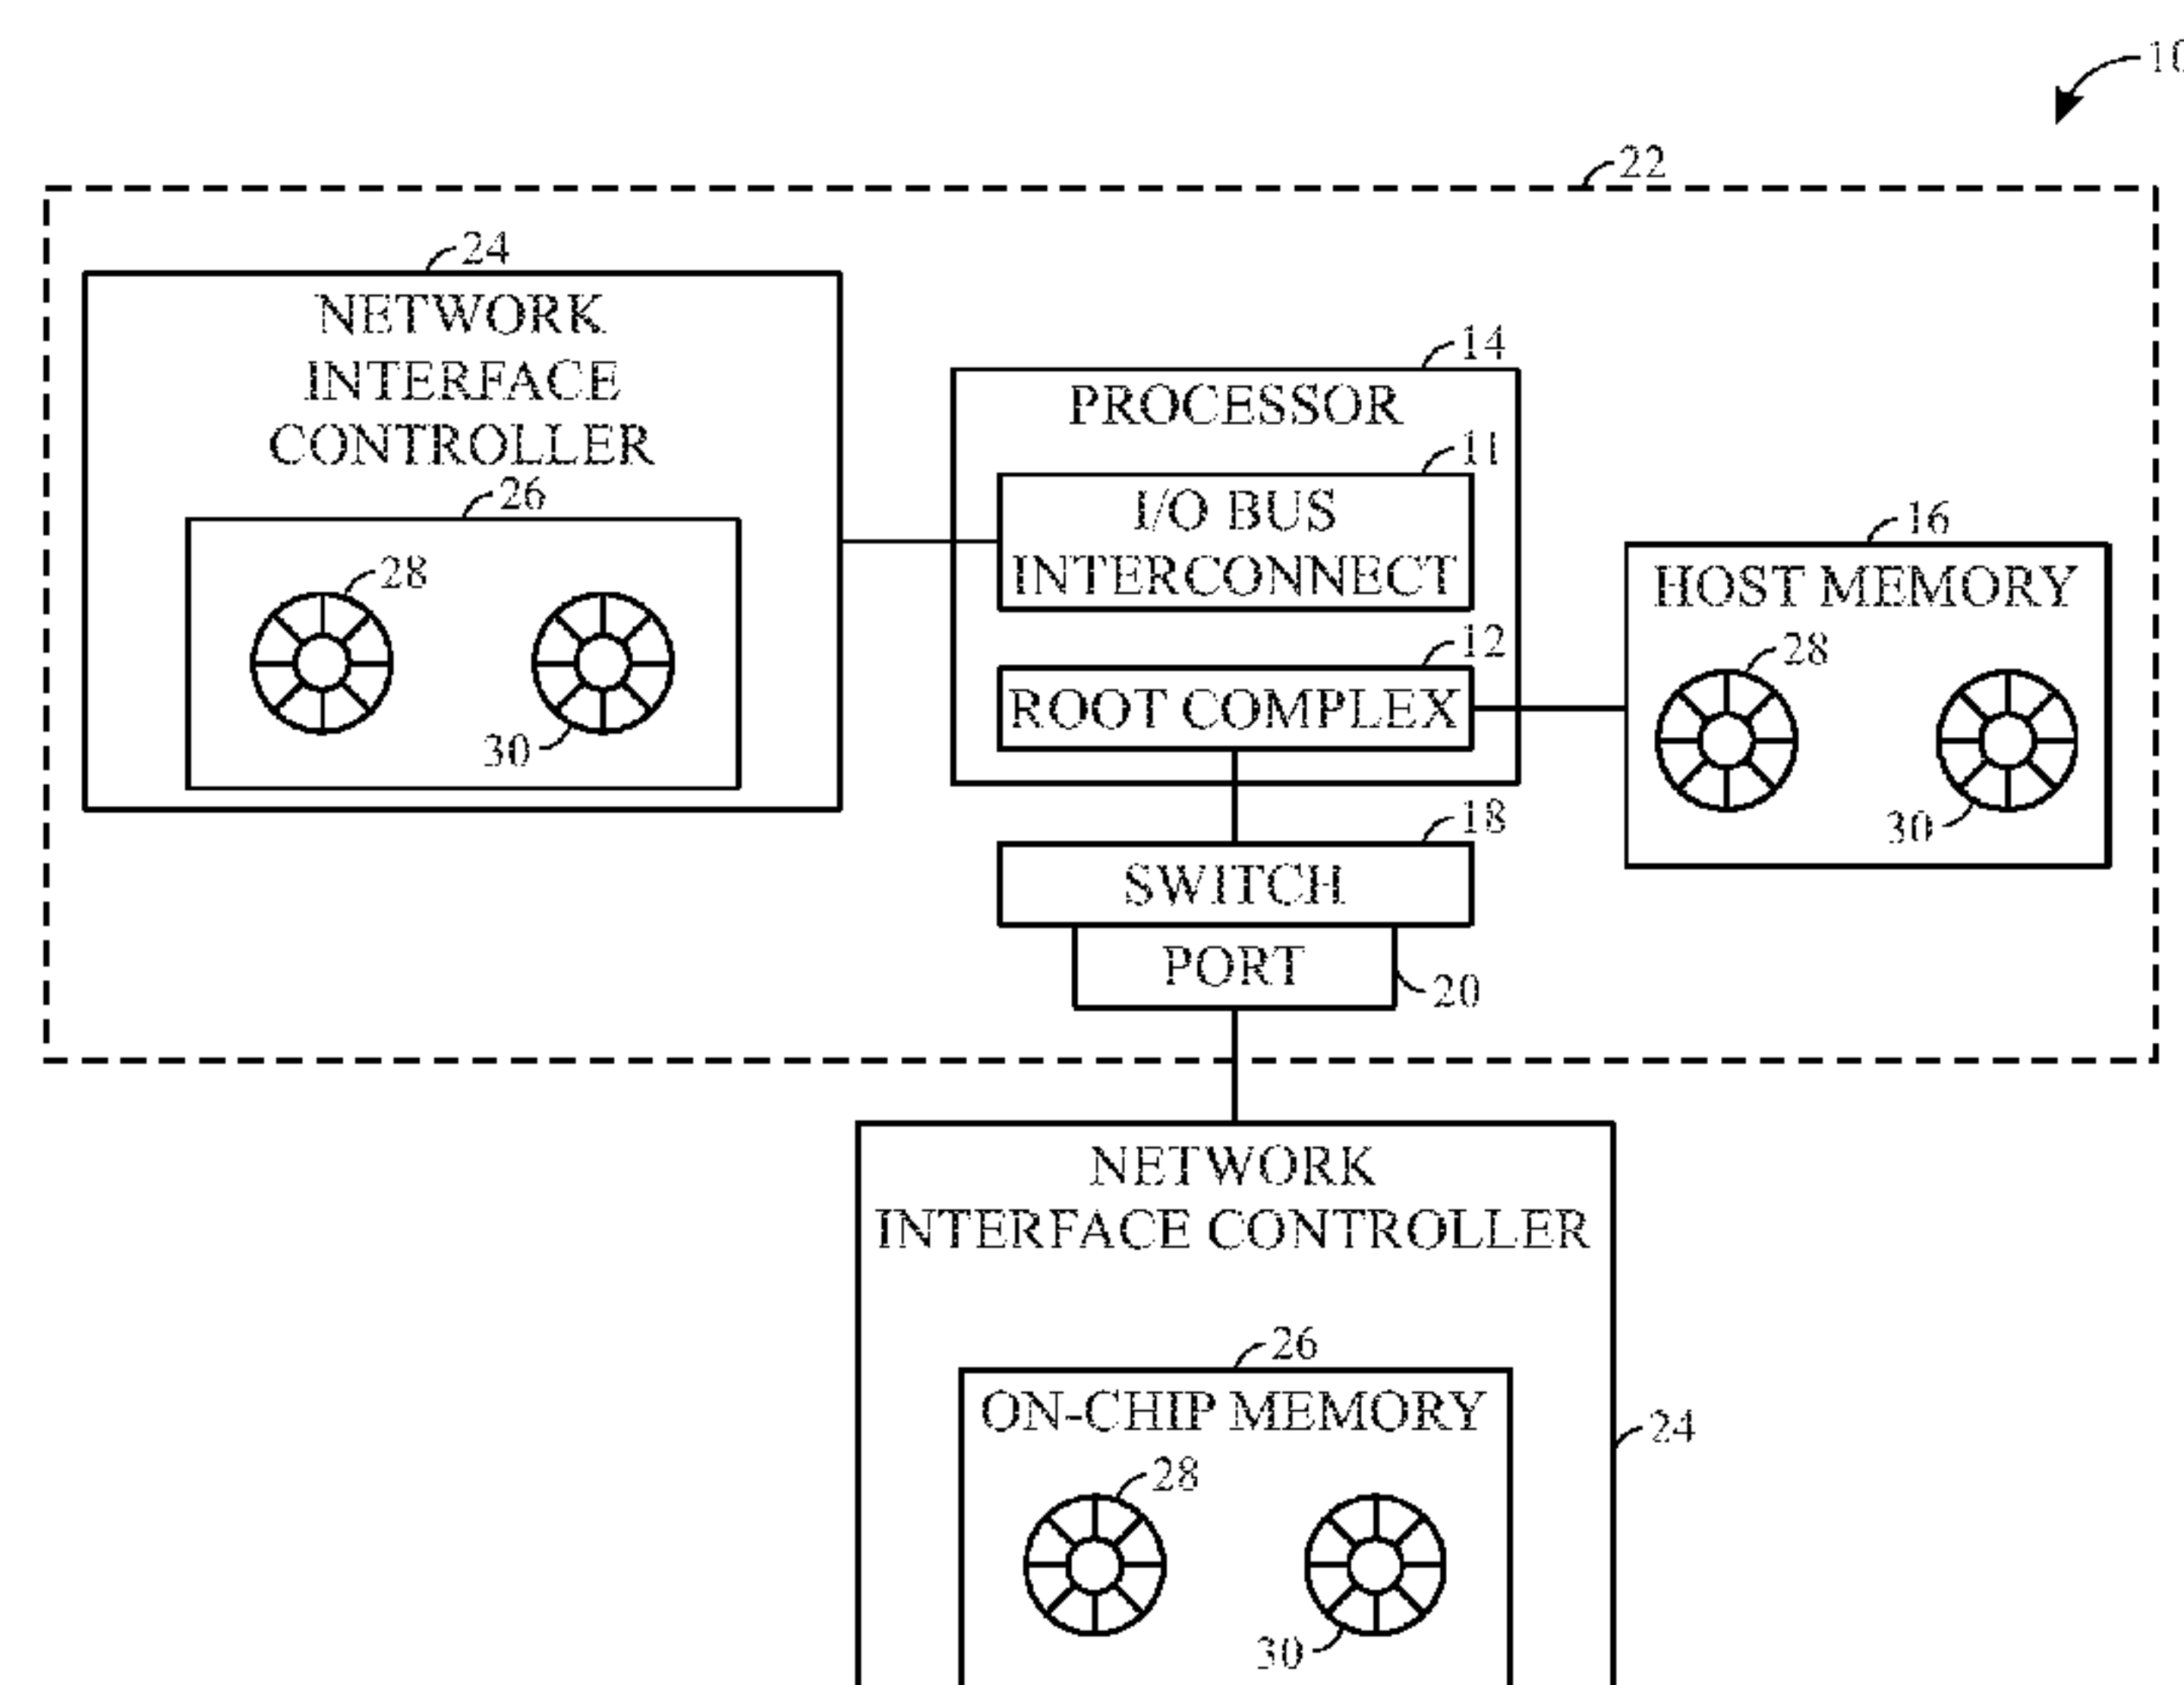 10
22
24
NETWORK
INTERFACE
CONTROLLER
26
28
30
14
PROCESSOR
11
I/O BUS
INTERCONNECT
12
ROOT COMPLEX
16
HOST MEMORY
28
30
18
SWITCH
PORT
20
NETWORK
INTERFACE CONTROLLER
26
ON-CHIP MEMORY
24
28
30